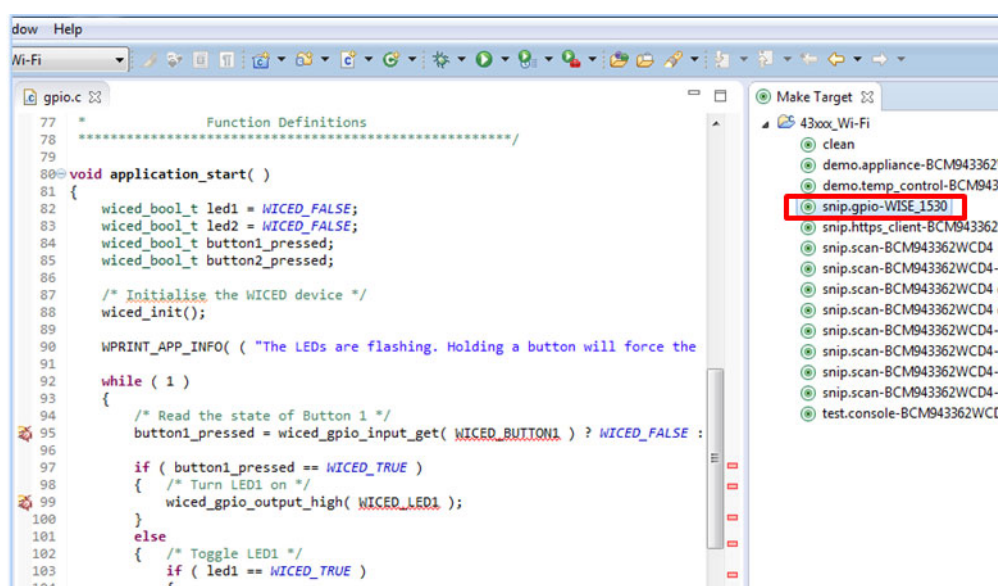 dow Help
Wi-Fi
gpio.c
77 * Function Definitions
78 ******************************************************/
79
80 void application_start( )
81 {
82 wiced_bool_t led1 = WICED_FALSE;
83 wiced_bool_t led2 = WICED_FALSE;
84 wiced_bool_t button1_pressed;
85 wiced_bool_t button2_pressed;
86
87 /* Initialise the WICED device */
88 wiced_init();
89
90 WPRINT_APP_INFO( ( "The LEDs are flashing. Holding a button will force the
91
92 while ( 1 )
93 {
94 /* Read the state of Button 1 */
95 button1_pressed = wiced_gpio_input_get( WICED_BUTTON1 ) ? WICED_FALSE :
96
97 if ( button1_pressed == WICED_TRUE )
98 { /* Turn LED1 on */
99 wiced_gpio_output_high( WICED_LED1 );
100 }
101 else
102 { /* Toggle LED1 */
103 if ( led1 == WICED_TRUE )
Make Target
43xxx_Wi-Fi
clean
demo.appliance-BCM943362
demo.temp_control-BCM943
snip.gpio-WISE_1530
snip.https_client-BCM943362
snip.scan-BCM943362WCD4
snip.scan-BCM943362WCD4-
snip.scan-BCM943362WCD4
snip.scan-BCM943362WCD4
snip.scan-BCM943362WCD4-
snip.scan-BCM943362WCD4-
snip.scan-BCM943362WCD4-
snip.scan-BCM943362WCD4-
test.console-BCM943362WCD